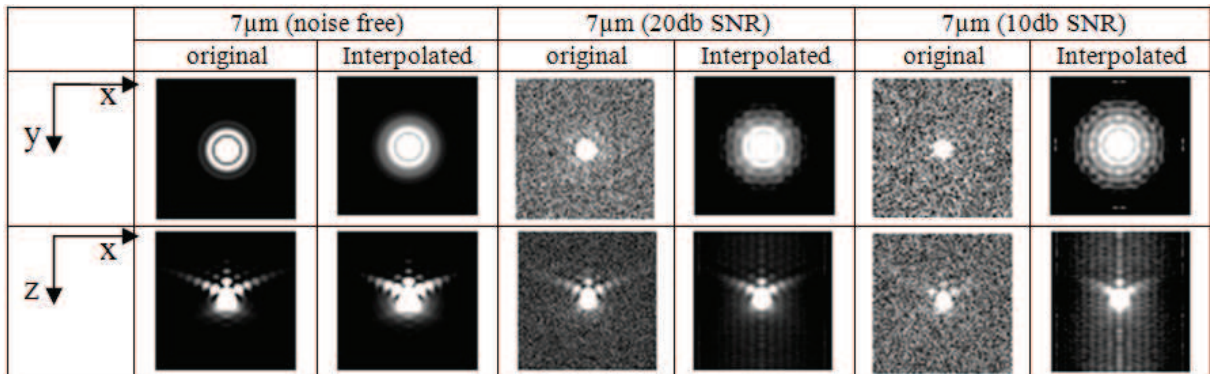 7µm (noise free) 7µm (20db SNR) 7µm (10db SNR)
original Interpolated original Interpolated original Interpolated
x
y
x
z